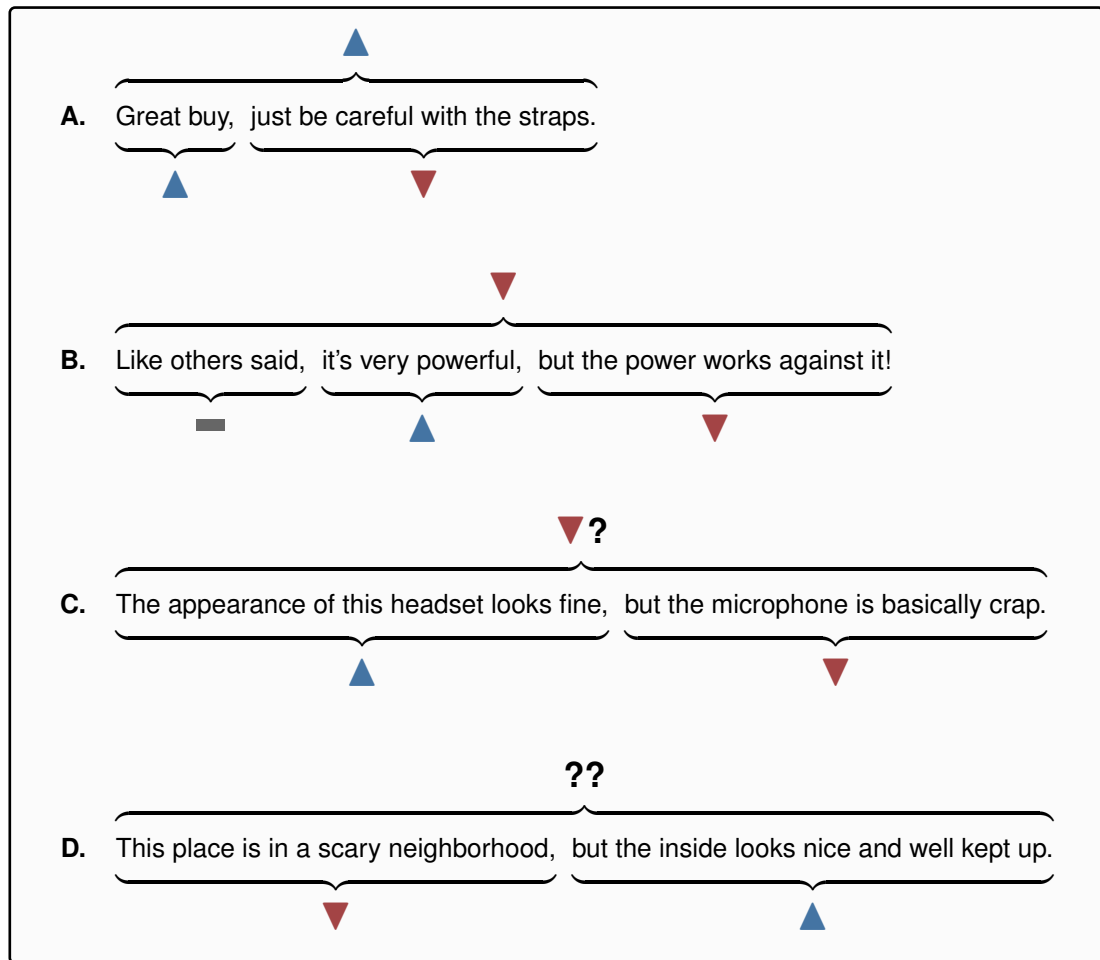 A. Great buy, just be careful with the straps.
B. Like others said, it's very powerful, but the power works against it!
?
C. The appearance of this headset looks fine, but the microphone is basically crap.
??
D. This place is in a scary neighborhood, but the inside looks nice and well kept up.